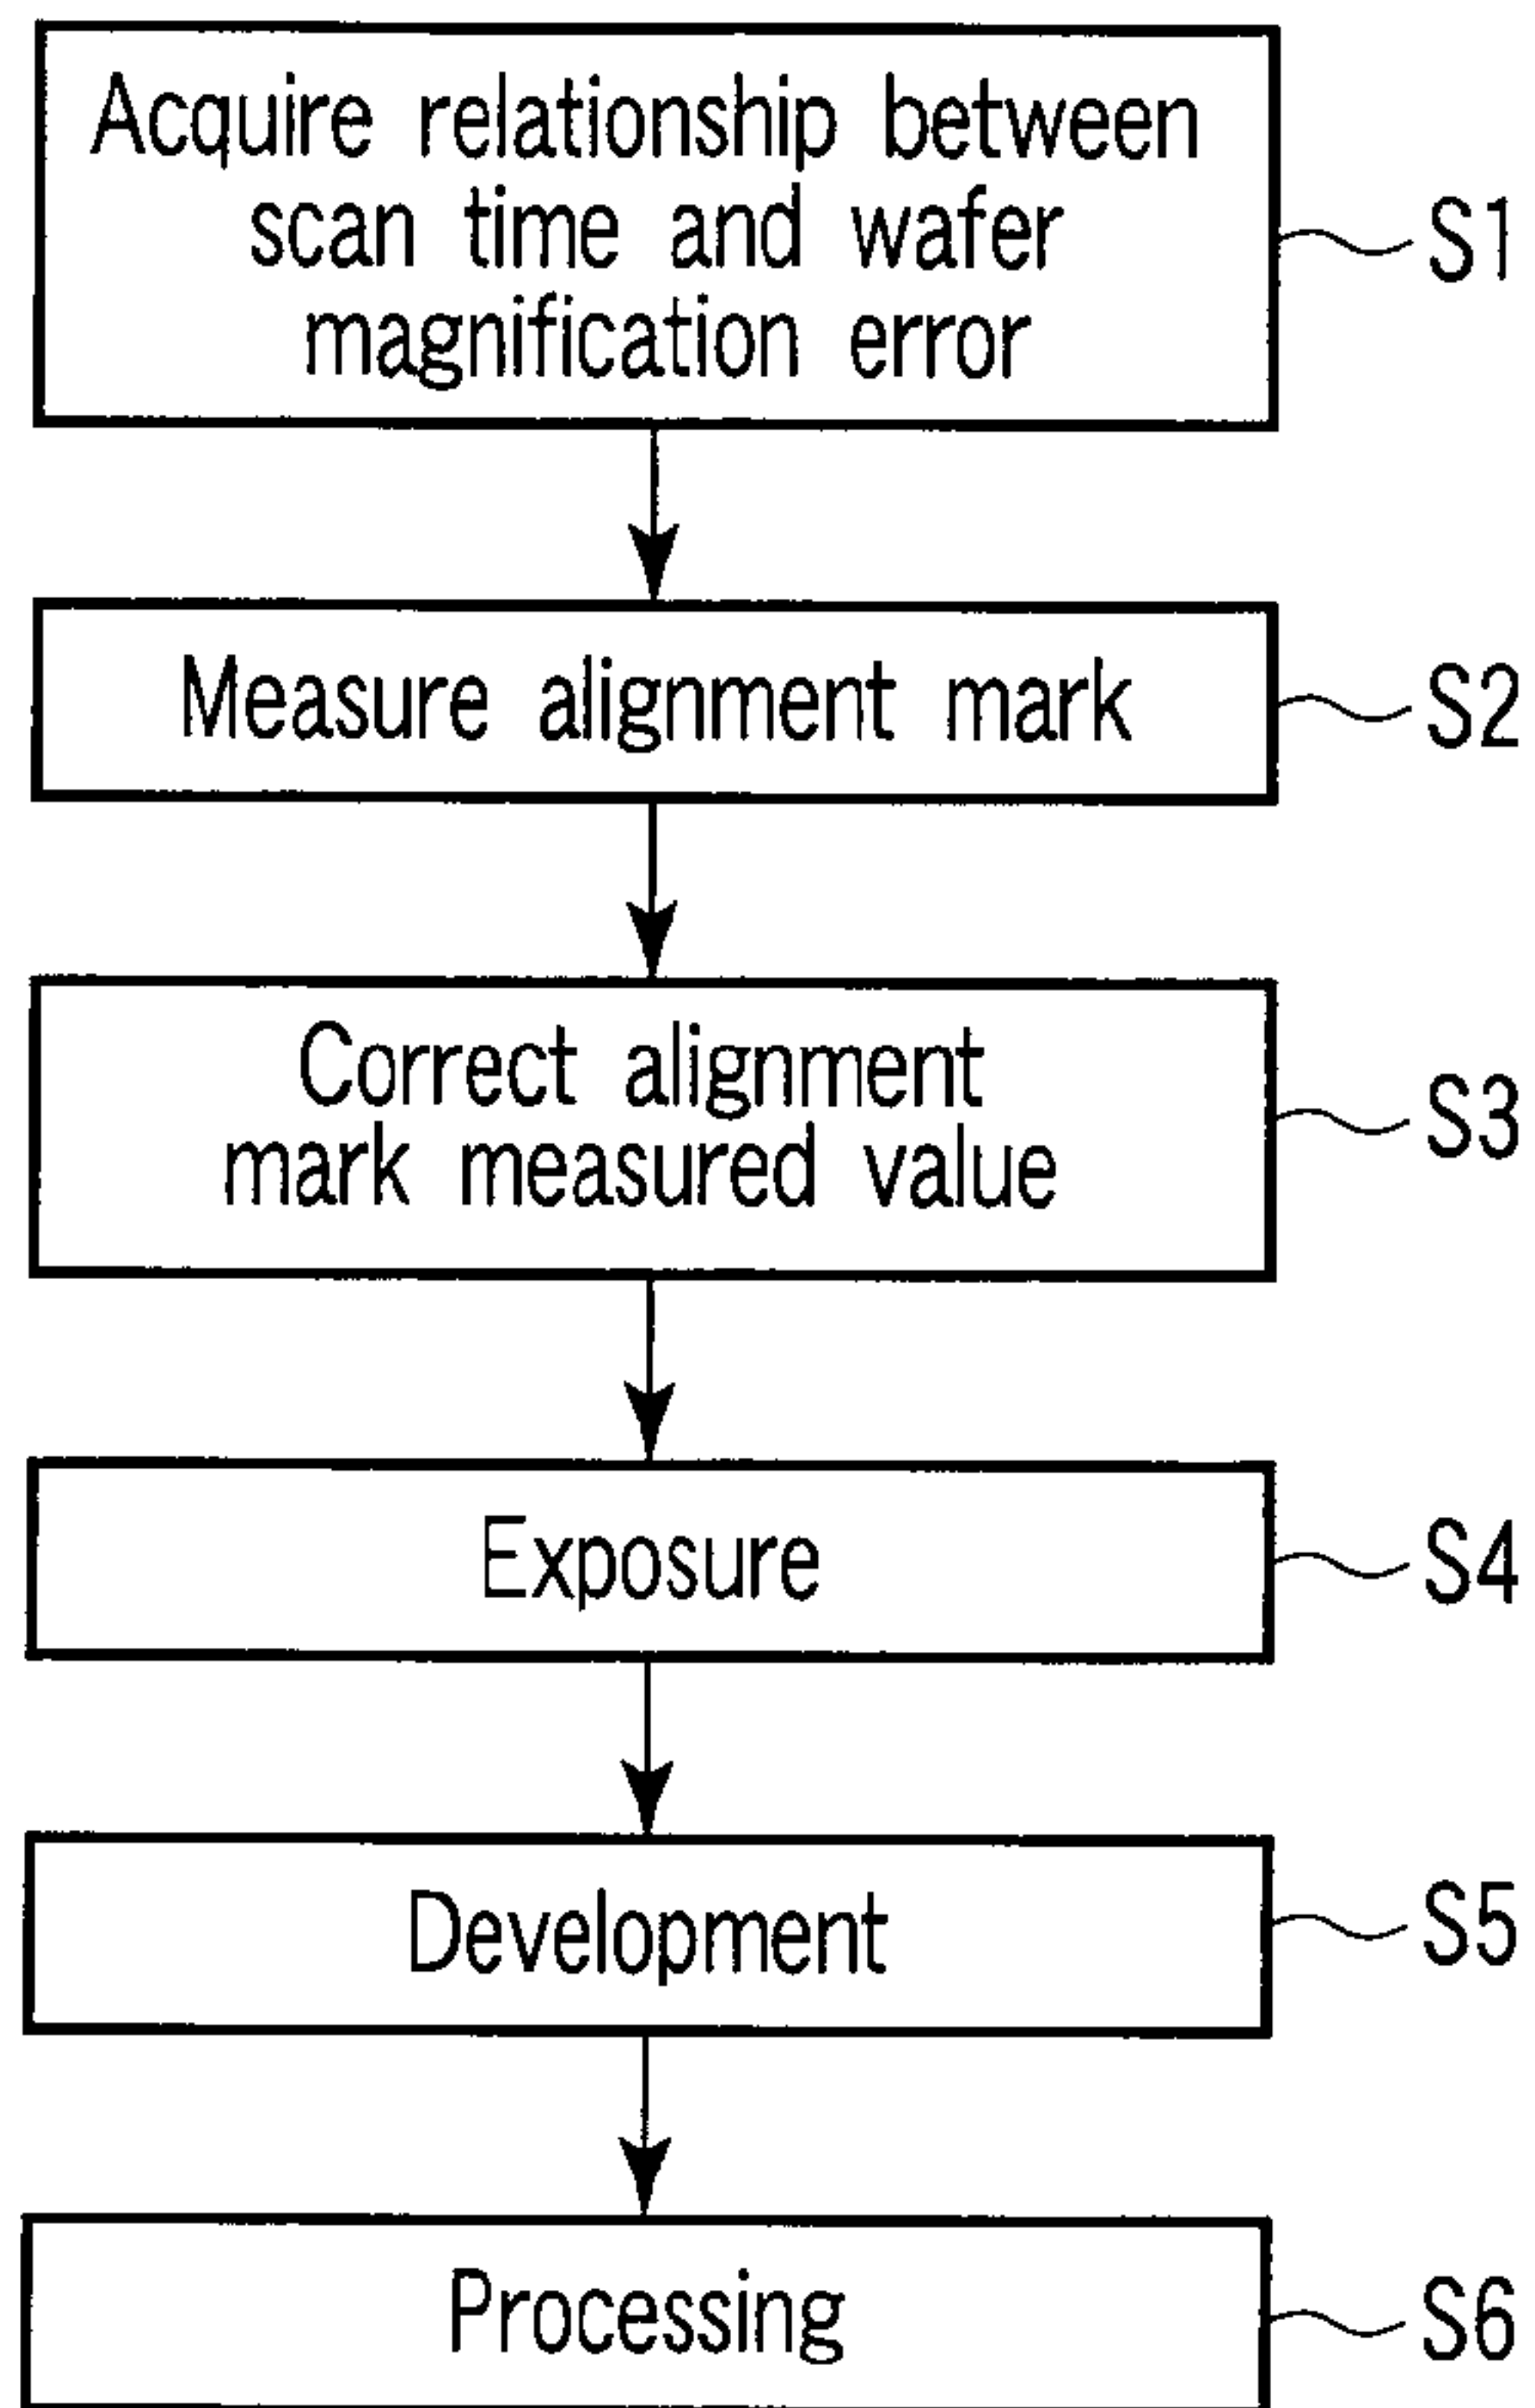 Acquire relationship between
scan time and wafer
magnification error
S1
Measure alignment mark
S2
Correct alignment
mark measured value
S3
Exposure
S4
Development
S5
Processing
S6